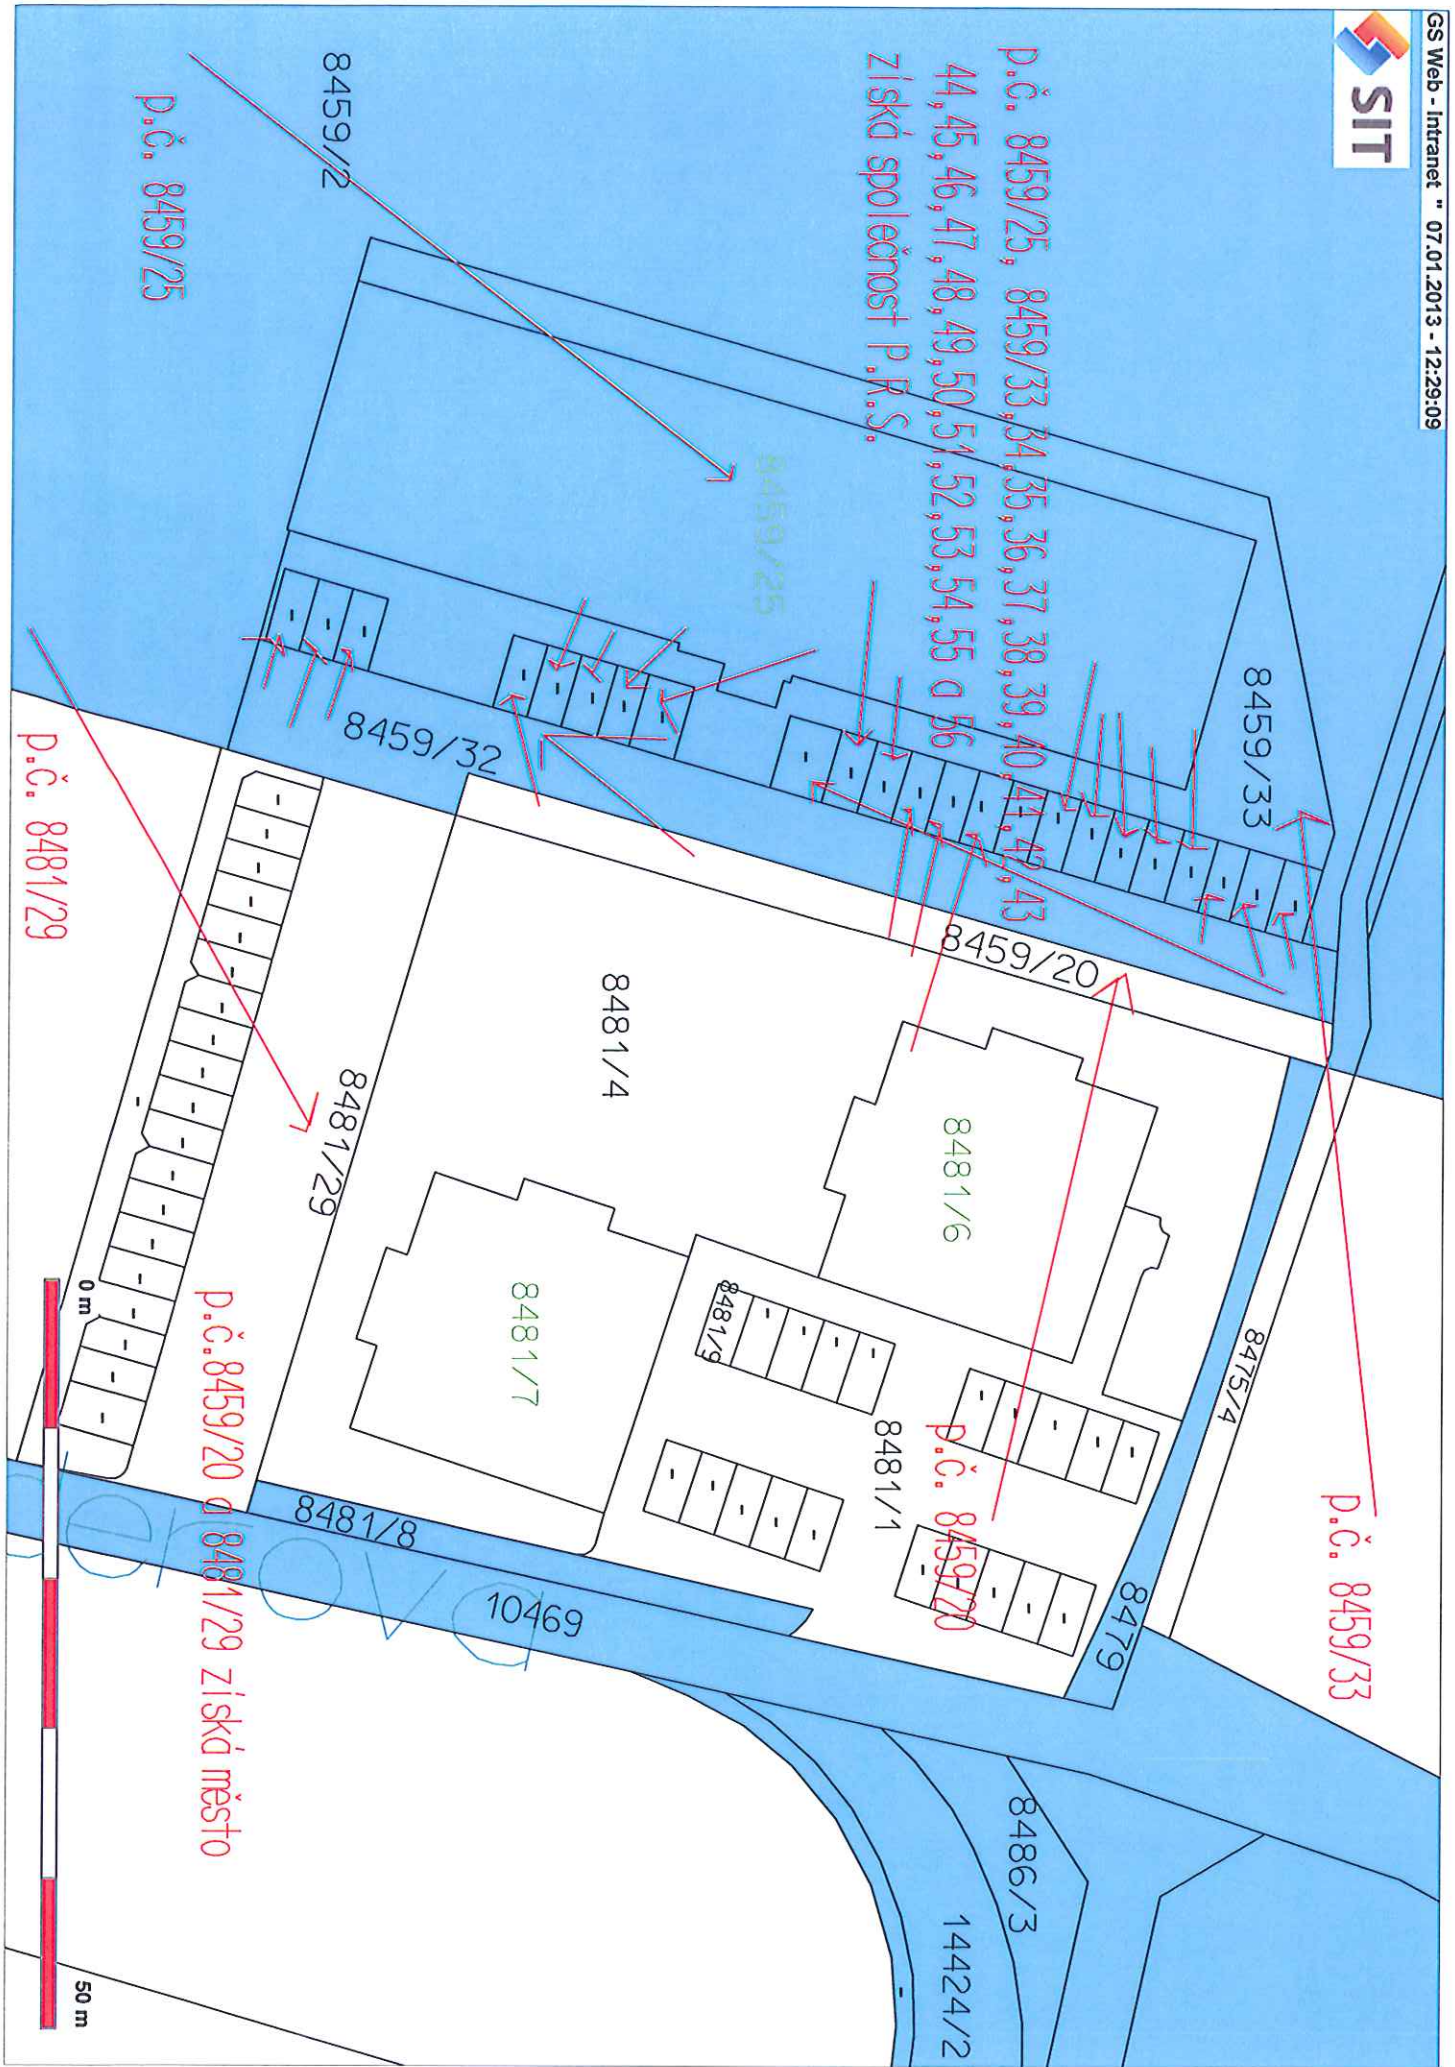 GS Web - Intranet " 07.01.2013 - 12:29:09
SIT
p.č. 8459/33
8459/33
8475/4
8479
p.č. 8459/25, 8459/33,34,35,36,37,38,39,40,41,42,43
44,45,46,47,48,49,50,51,52,53,54,55 a 56
získá společnost P.R.S.
8459/20
8481/6
p.č. 8459/20
8486/3
14424/2
8481/1
8459/25
8481/9
8481/4
8481/7
10469
8459/2
8459/32
8481/29
8481/8
p.č. 8459/25
p.č.8459/20 a 8481/29 získá město
p.č. 8481/29
0 m
50 m